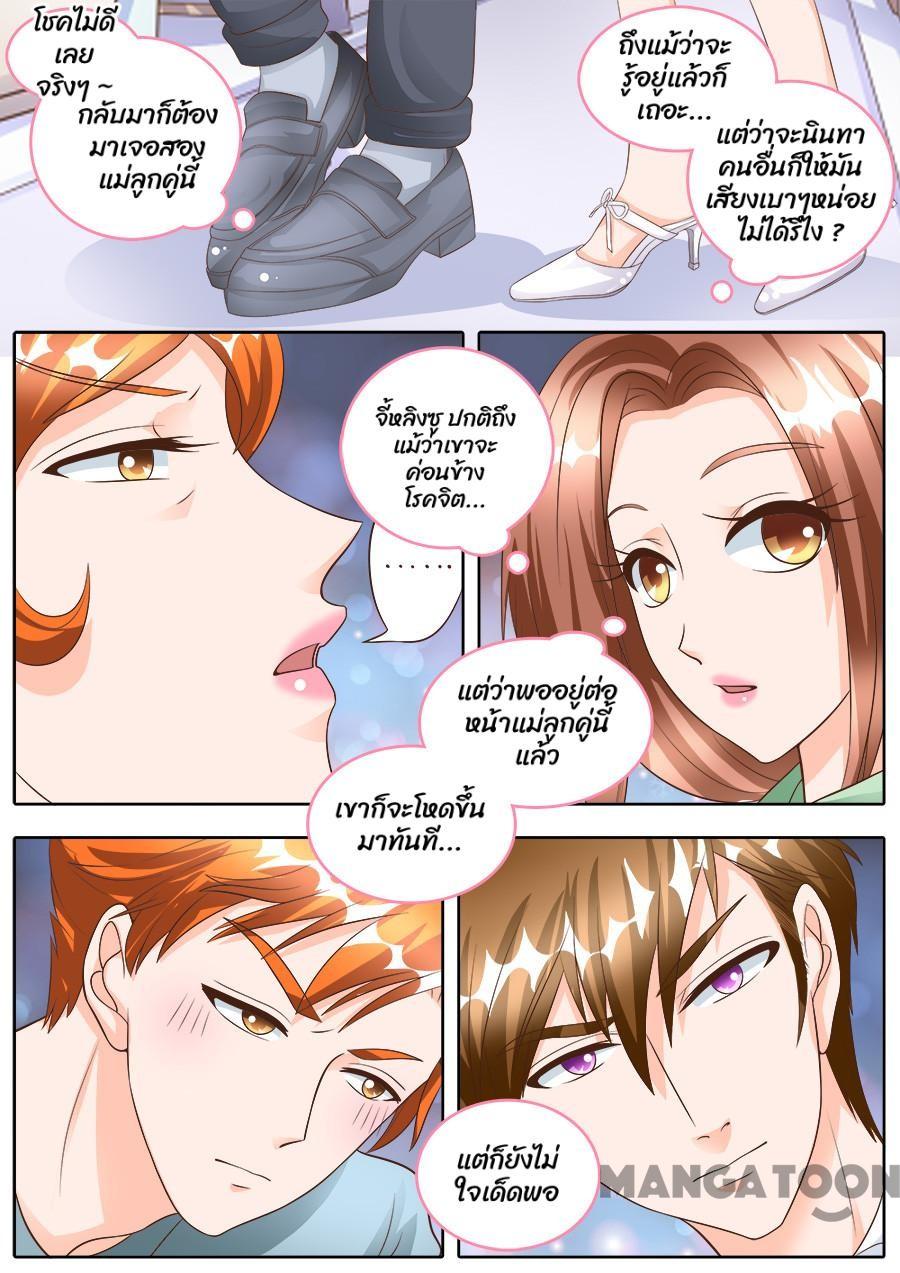 โชคไม่ดี
เลย
จริงๆ ~
กลับมาก็ต้อง
มาเจอสอง
แม่ลูกคู่นี้
ถึงแม้ว่าจะ
รู้อยู่แล้วก็
เถอะ...
แต่ว่าจะนินทา
คนอื่นก็ให้มัน
เสียงเบาๆหน่อย
ไม่ได้รึไง ?
จี้หลิงซู ปกติถึง
แม้ว่าเขาจะ
ค่อนข้าง
โรคจิต...
......
แต่ว่าพออยู่ต่อ
หน้าแม่ลูกคู่นี้
แล้ว
เขาก็จะโหดขึ้น
มาทันที...
แต่ก็ยังไม่
ใจเด็ดพอ
MANGATOON